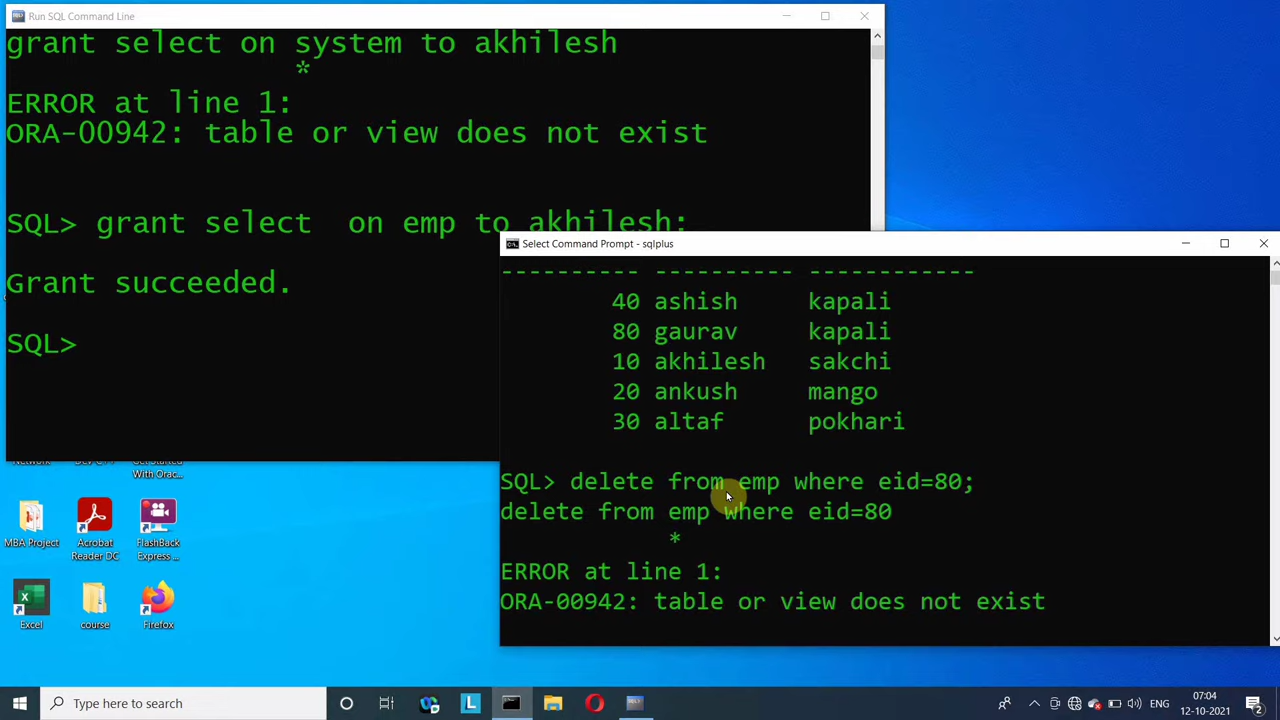 Run SQL Command Line
grant select on system to akhilesh
*
ERROR at line 1:
ORA-00942: table or view does not exist
SQL> grant select  on emp to akhilesh;
Grant succeeded.
SQL>
Select Command Prompt - sqlplus
---------- ---------- ------------
40 ashish kapali
80 gaurav kapali
10 akhilesh sakchi
20 ankush mango
30 altaf pokhari
SQL> delete from emp where eid=80;
delete from emp where eid=80
*
ERROR at line 1:
ORA-00942: table or view does not exist
Get Started
With Orac...
MBA Project
Acrobat
Reader DC
FlashBack
Express ...
Excel
course
Firefox
Type here to search
ENG
07:04
12-10-2021
2